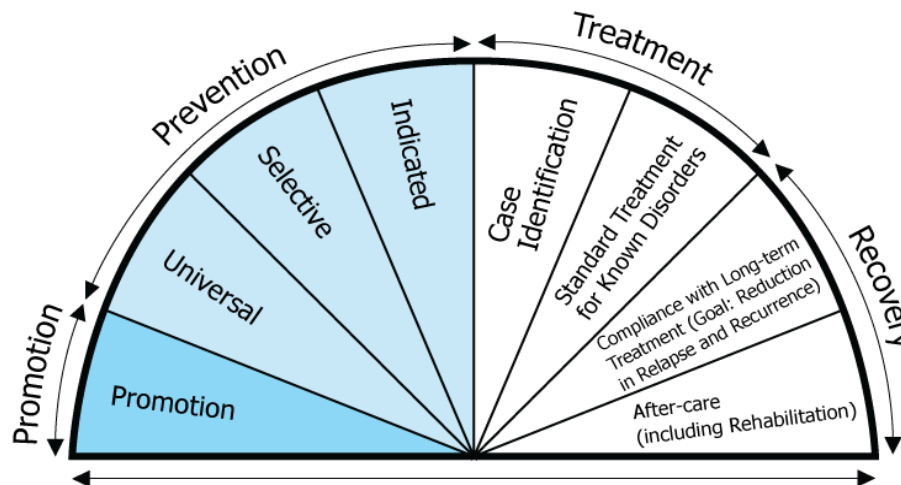 Promotion
Prevention
Treatment
Recovery
Promotion
Universal
Selective
Indicated
Case
Identification
Standard Treatment
for Known Disorders
Compliance with Long-term
Treatment (Goal: Reduction
in Relapse and Recurrence)
After-care
(including Rehabilitation)